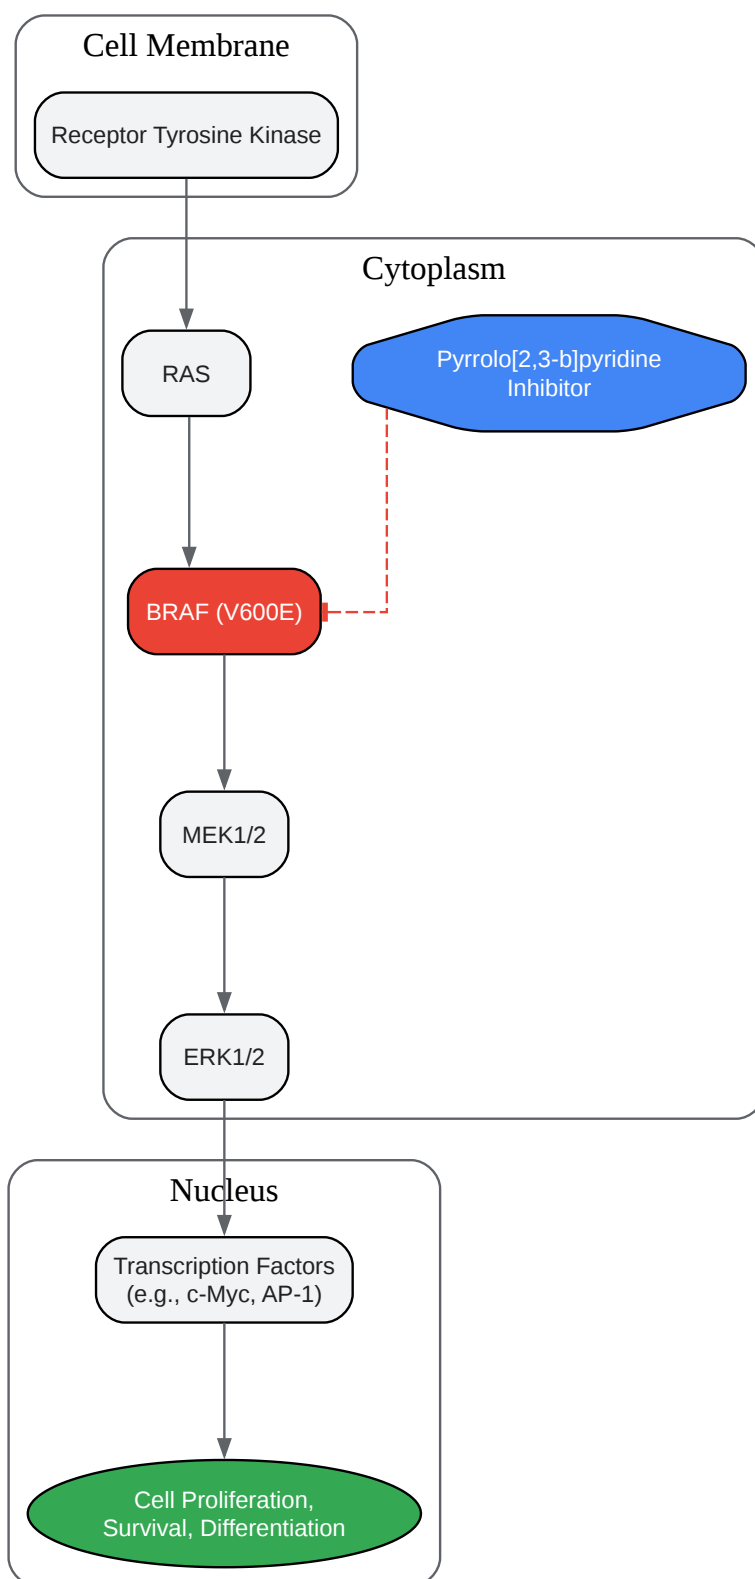 Cell Membrane
Receptor Tyrosine Kinase
Cytoplasm
RAS
Pyrrolo[2,3-b]pyridine
Inhibitor
BRAF (V600E)
MEK1/2
ERK1/2
Nucleus
Transcription Factors
(e.g., c-Myc, AP-1)
Cell Proliferation,
Survival, Differentiation